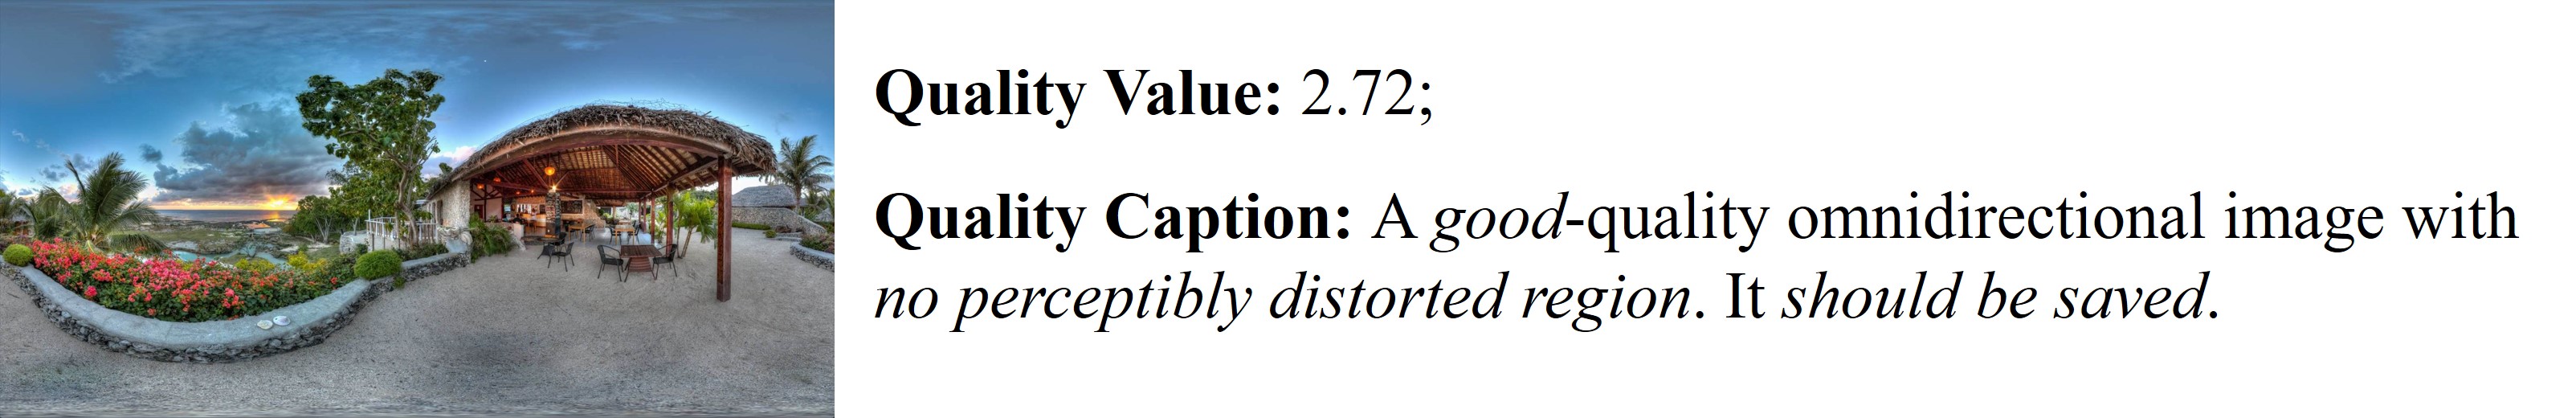 Quality Value: 2.72;
Quality Caption: A good-quality omnidirectional image with
no perceptibly distorted region. It should be saved.